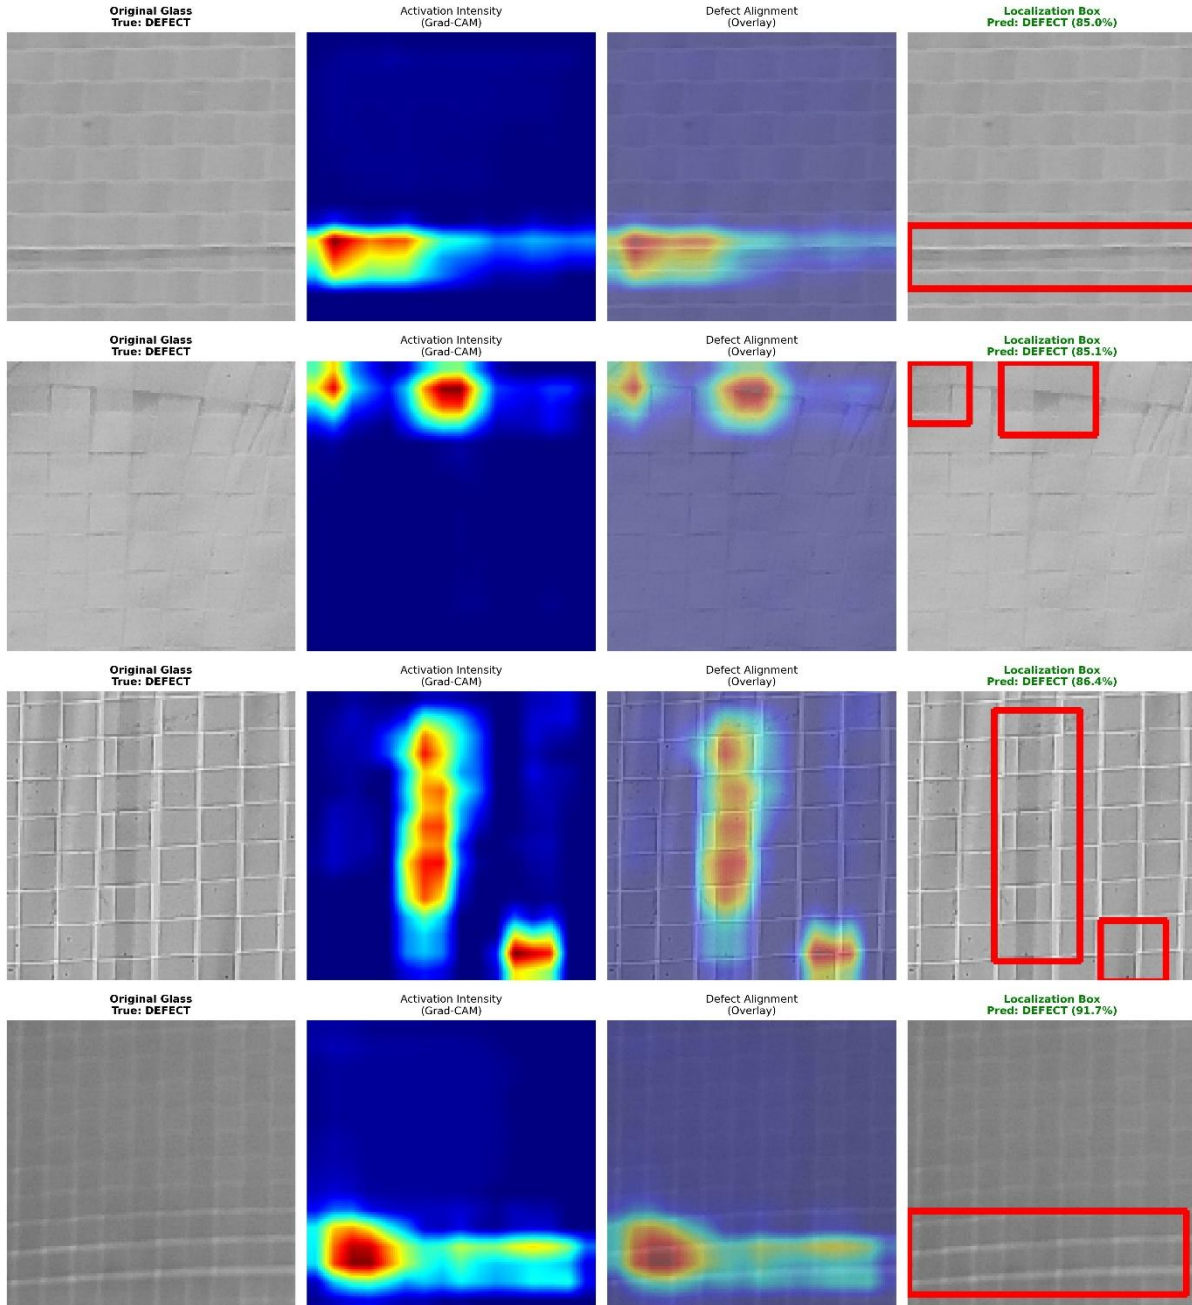 Original Glass
True: DEFECT
Activation Intensity
(Grad-CAM)
Defect Alignment
(Overlay)
Localization Box
Pred: DEFECT (85.0%)
Original Glass
True: DEFECT
Activation Intensity
(Grad-CAM)
Defect Alignment
(Overlay)
Localization Box
Pred: DEFECT (85.1%)
Original Glass
True: DEFECT
Activation Intensity
(Grad-CAM)
Defect Alignment
(Overlay)
Localization Box
Pred: DEFECT (86.4%)
Original Glass
True: DEFECT
Activation Intensity
(Grad-CAM)
Defect Alignment
(Overlay)
Localization Box
Pred: DEFECT (91.7%)